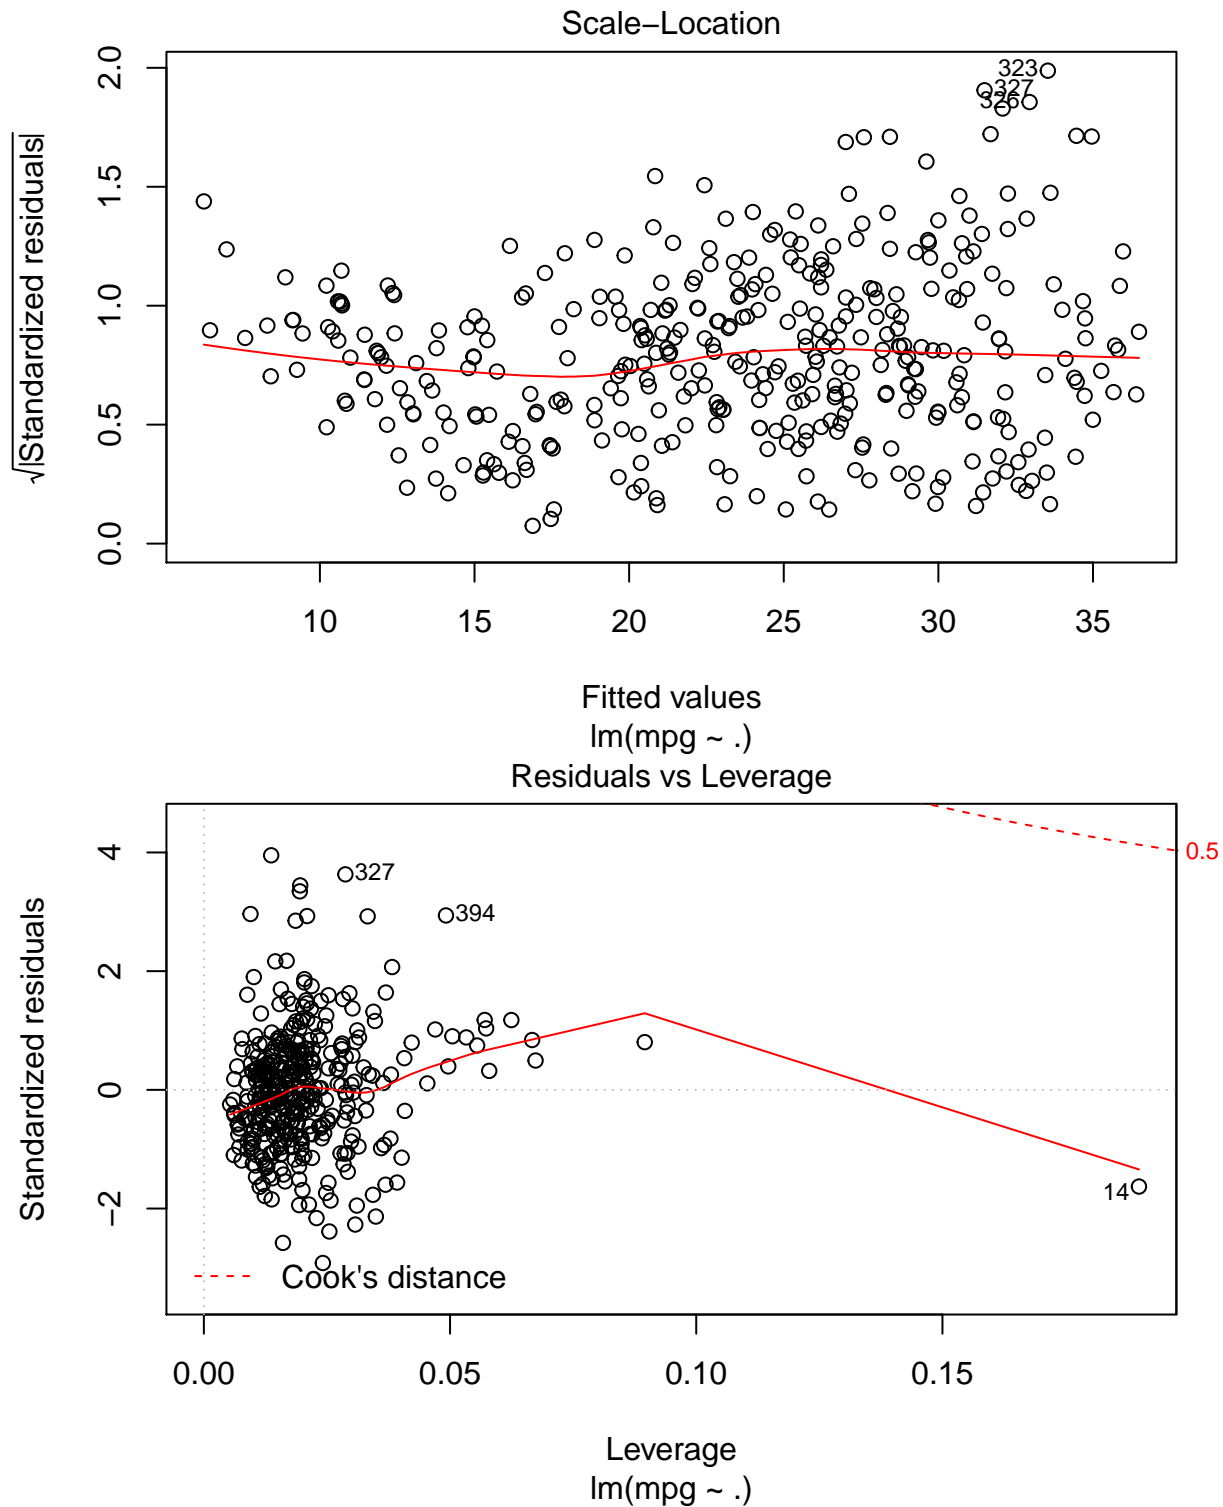 Scale−Location
√|Standardized residuals|
0.0 0.5 1.0 1.5 2.0
323
327
326
10 15 20 25 30 35
Fitted values
lm(mpg ~ .)
Residuals vs Leverage
Standardized residuals
−2 0 2 4
0.5
327
394
14
Cook's distance
0.00 0.05 0.10 0.15
Leverage
lm(mpg ~ .)